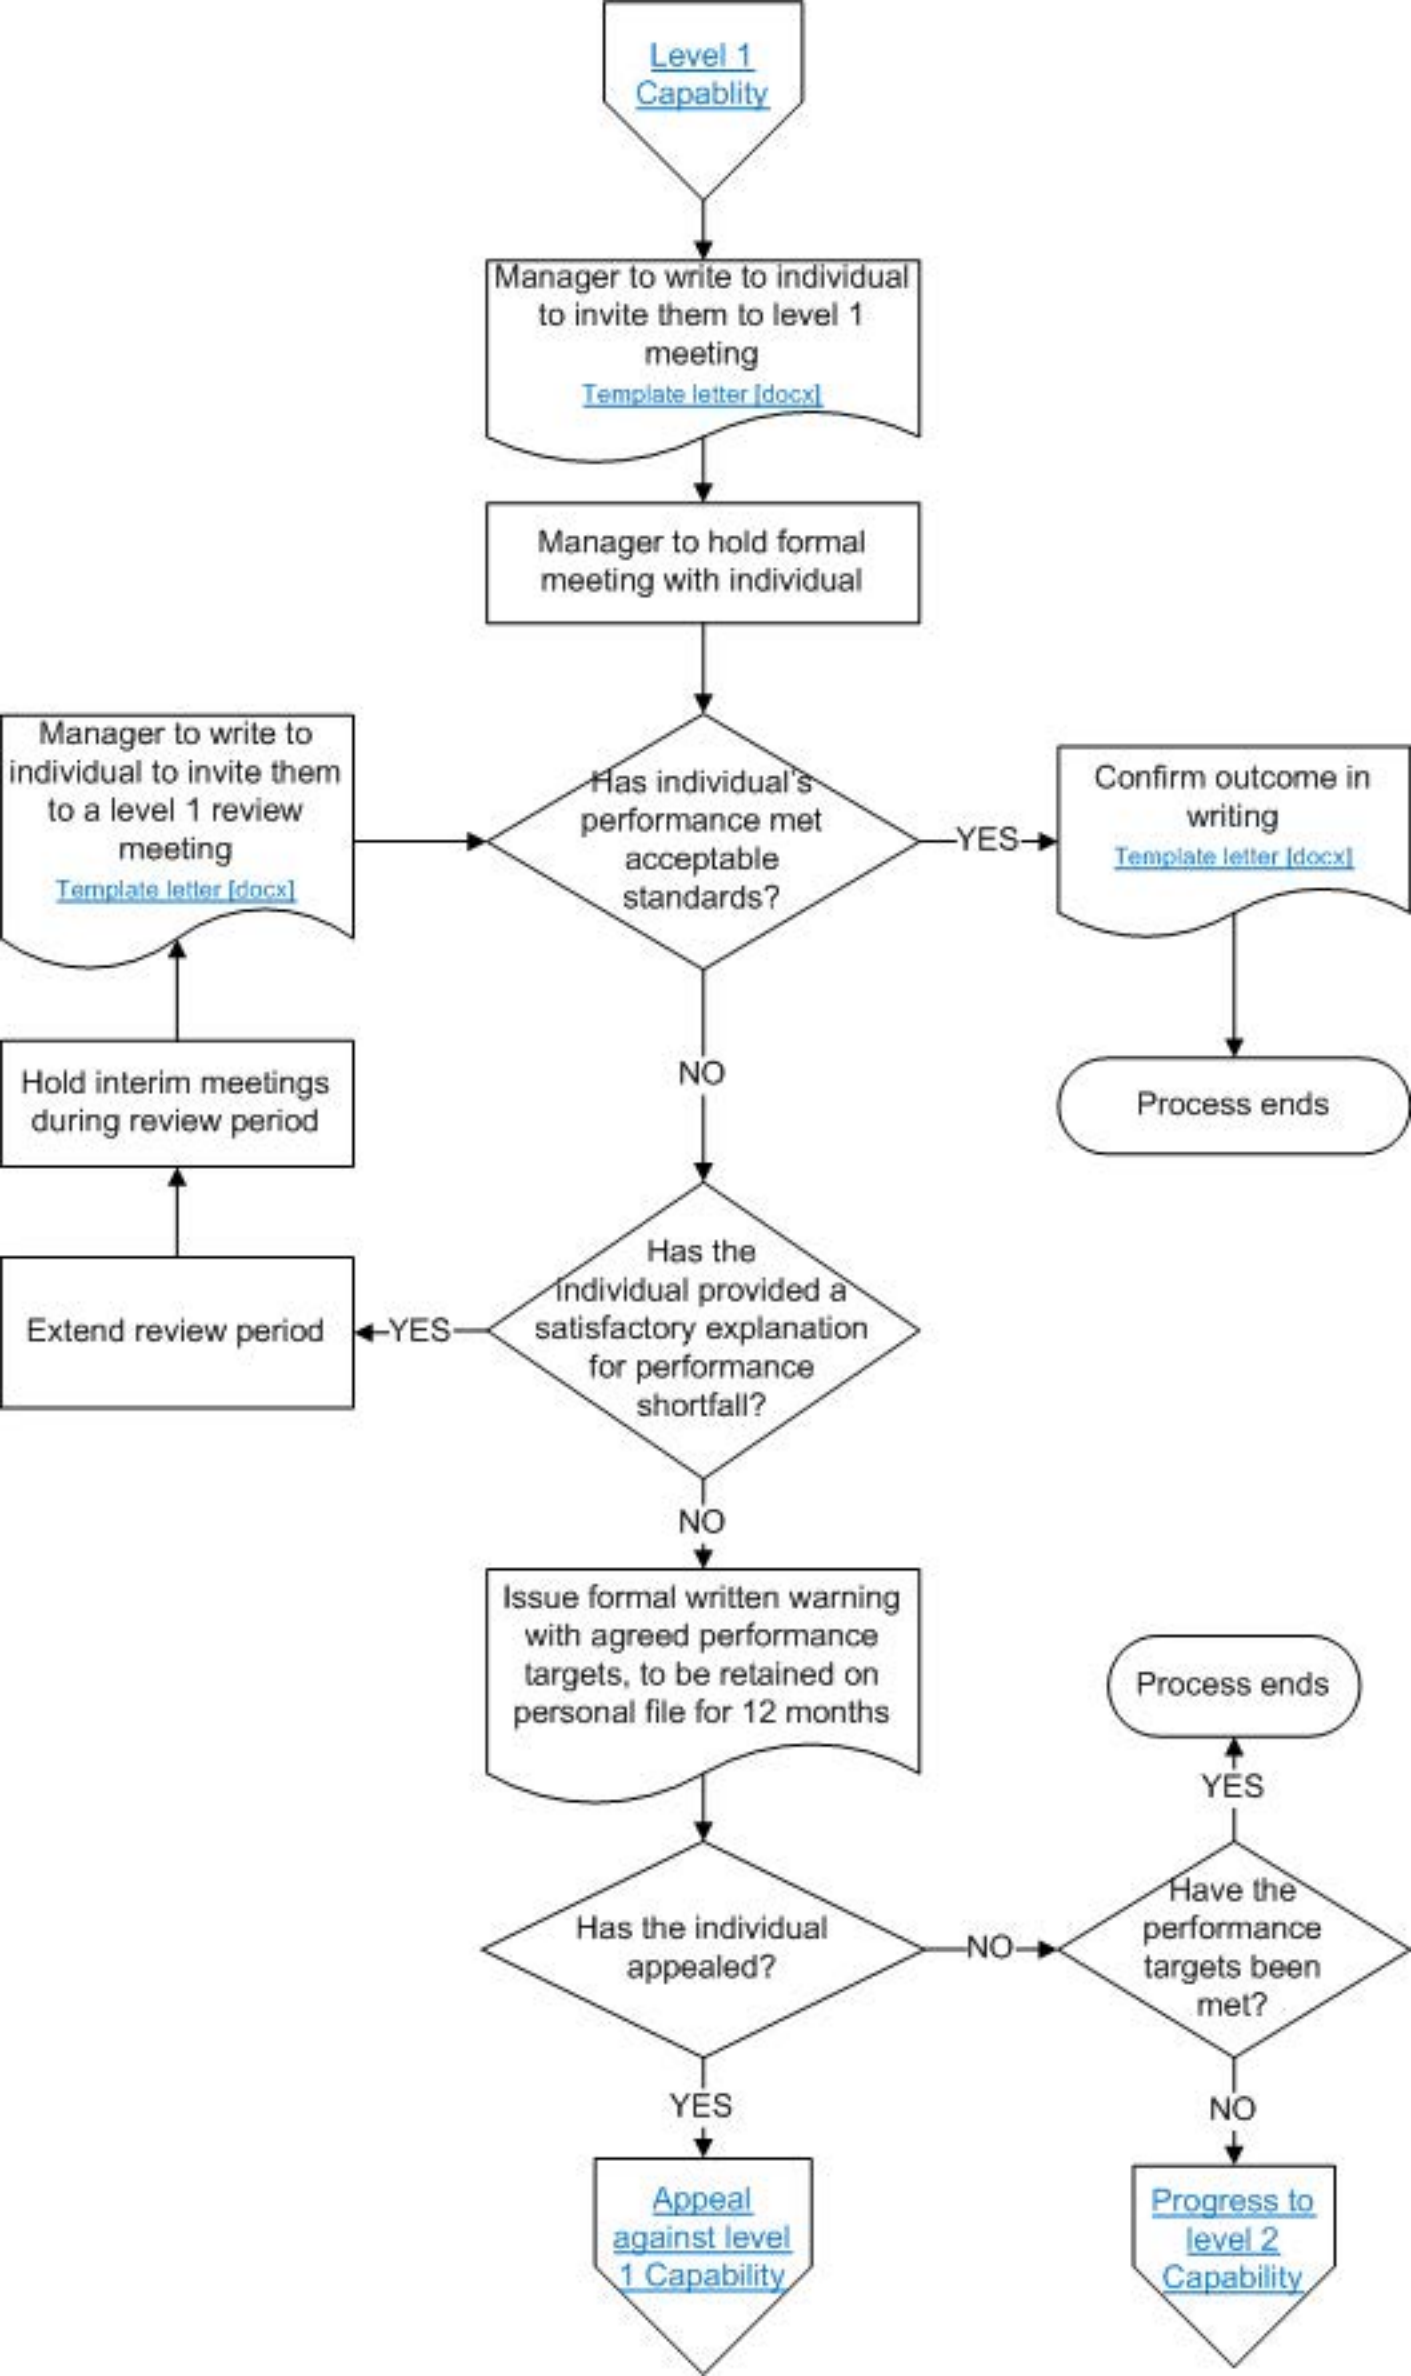 Level 1
Capablity
Manager to write to individual
to invite them to level 1
meeting
Template letter [docx]
Manager to hold formal
meeting with individual
Manager to write to
individual to invite them
to a level 1 review
meeting
Template letter [docx]
Has individual's
performance met
acceptable
standards?
YES
Confirm outcome in
writing
Template letter [docx]
NO
Hold interim meetings
during review period
Process ends
Has the
individual provided a
satisfactory explanation
for performance
shortfall?
YES
Extend review period
NO
Issue formal written warning
with agreed performance
targets, to be retained on
personal file for 12 months
Process ends
YES
Has the individual
appealed?
NO
Have the
performance
targets been
met?
YES
NO
Appeal
against level
1 Capability
Progress to
level 2
Capability